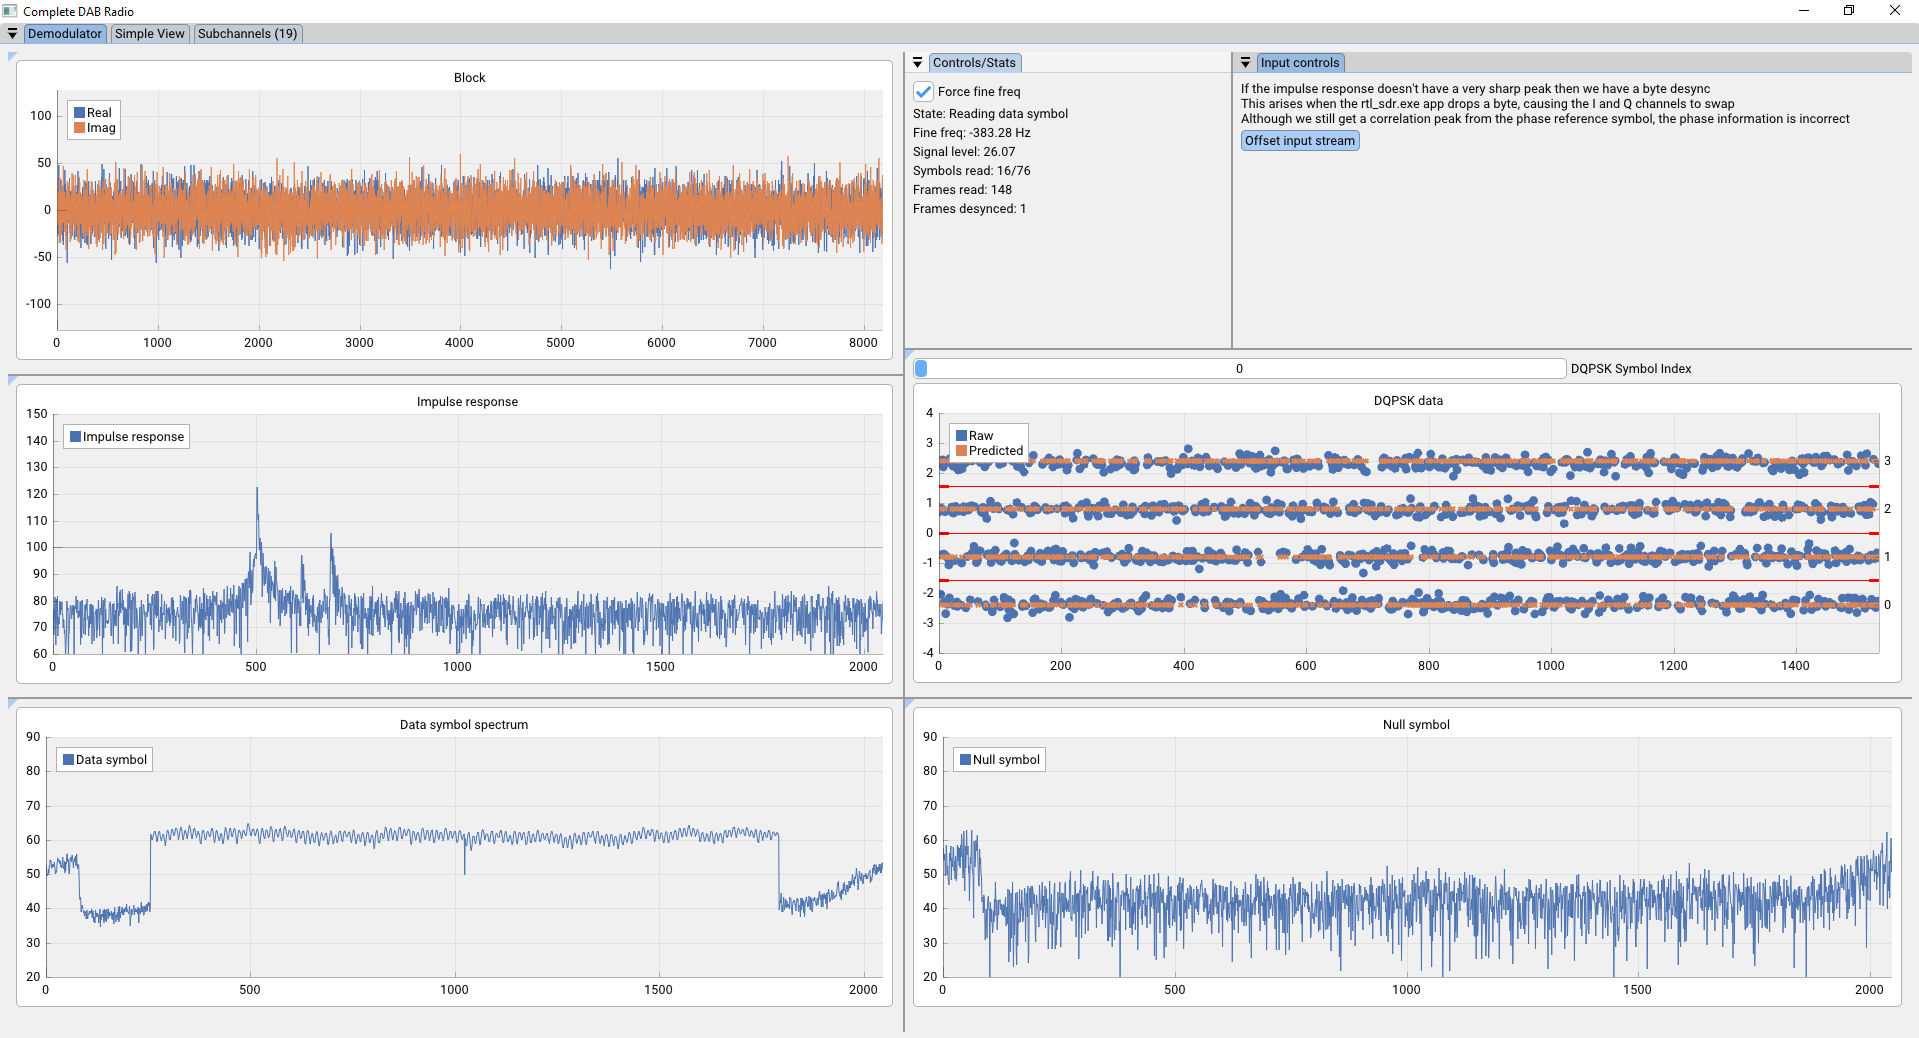 Complete DAB Radio
Demodulator
Simple View
Subchannels (19)
Block
Real
Imag
100
50
0
-50
-100
0 1000 2000 3000 4000 5000 6000 7000 8000
Controls/Stats
Force fine freq
State: Reading data symbol
Fine freq: -383.28 Hz
Signal level: 26.07
Symbols read: 16/76
Frames read: 148
Frames desynced: 1
Input controls
If the impulse response doesn't have a very sharp peak then we have a byte desync
This arises when the rtl_sdr.exe app drops a byte, causing the I and Q channels to swap
Although we still get a correlation peak from the phase reference symbol, the phase information is incorrect
Offset input stream
Impulse response
Impulse response
150
140
130
120
110
100
90
80
70
60
0 500 1000 1500 2000
0
DQPSK Symbol Index
DQPSK data
Raw
Predicted
4
3
2
1
0
-1
-2
-3
-4
3
2
1
0
0 200 400 600 800 1000 1200 1400
Data symbol spectrum
Data symbol
90
80
70
60
50
40
30
20
0 500 1000 1500 2000
Null symbol
Null symbol
90
80
70
60
50
40
30
20
0 500 1000 1500 2000